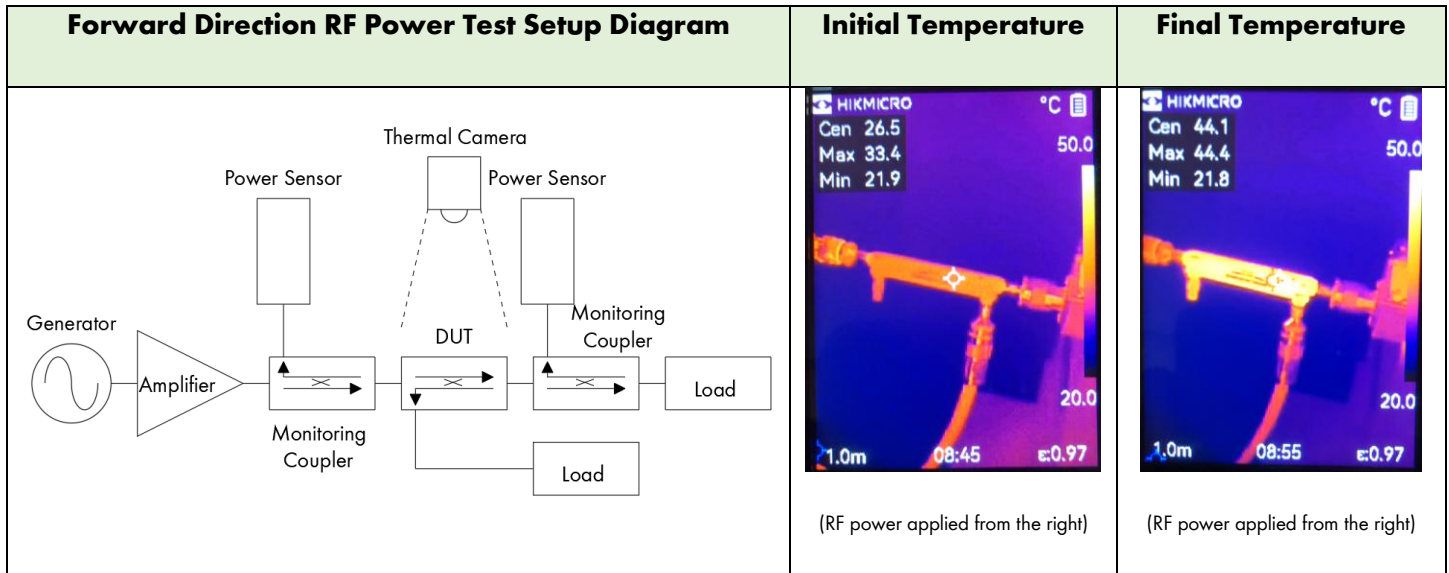 Forward Direction RF Power Test Setup Diagram
Initial Temperature
Final Temperature
Thermal Camera
Power Sensor
Power Sensor
Generator
Amplifier
DUT
Monitoring
Coupler
Load
Monitoring
Coupler
Load
HIKMICRO
°C
Cen 26.5
Max 33.4
Min 21.9
50.0
20.0
1.0m
08:45
ε:0.97
(RF power applied from the right)
HIKMICRO
°C
Cen 44.1
Max 44.4
Min 21.8
50.0
20.0
1.0m
08:55
ε:0.97
(RF power applied from the right)